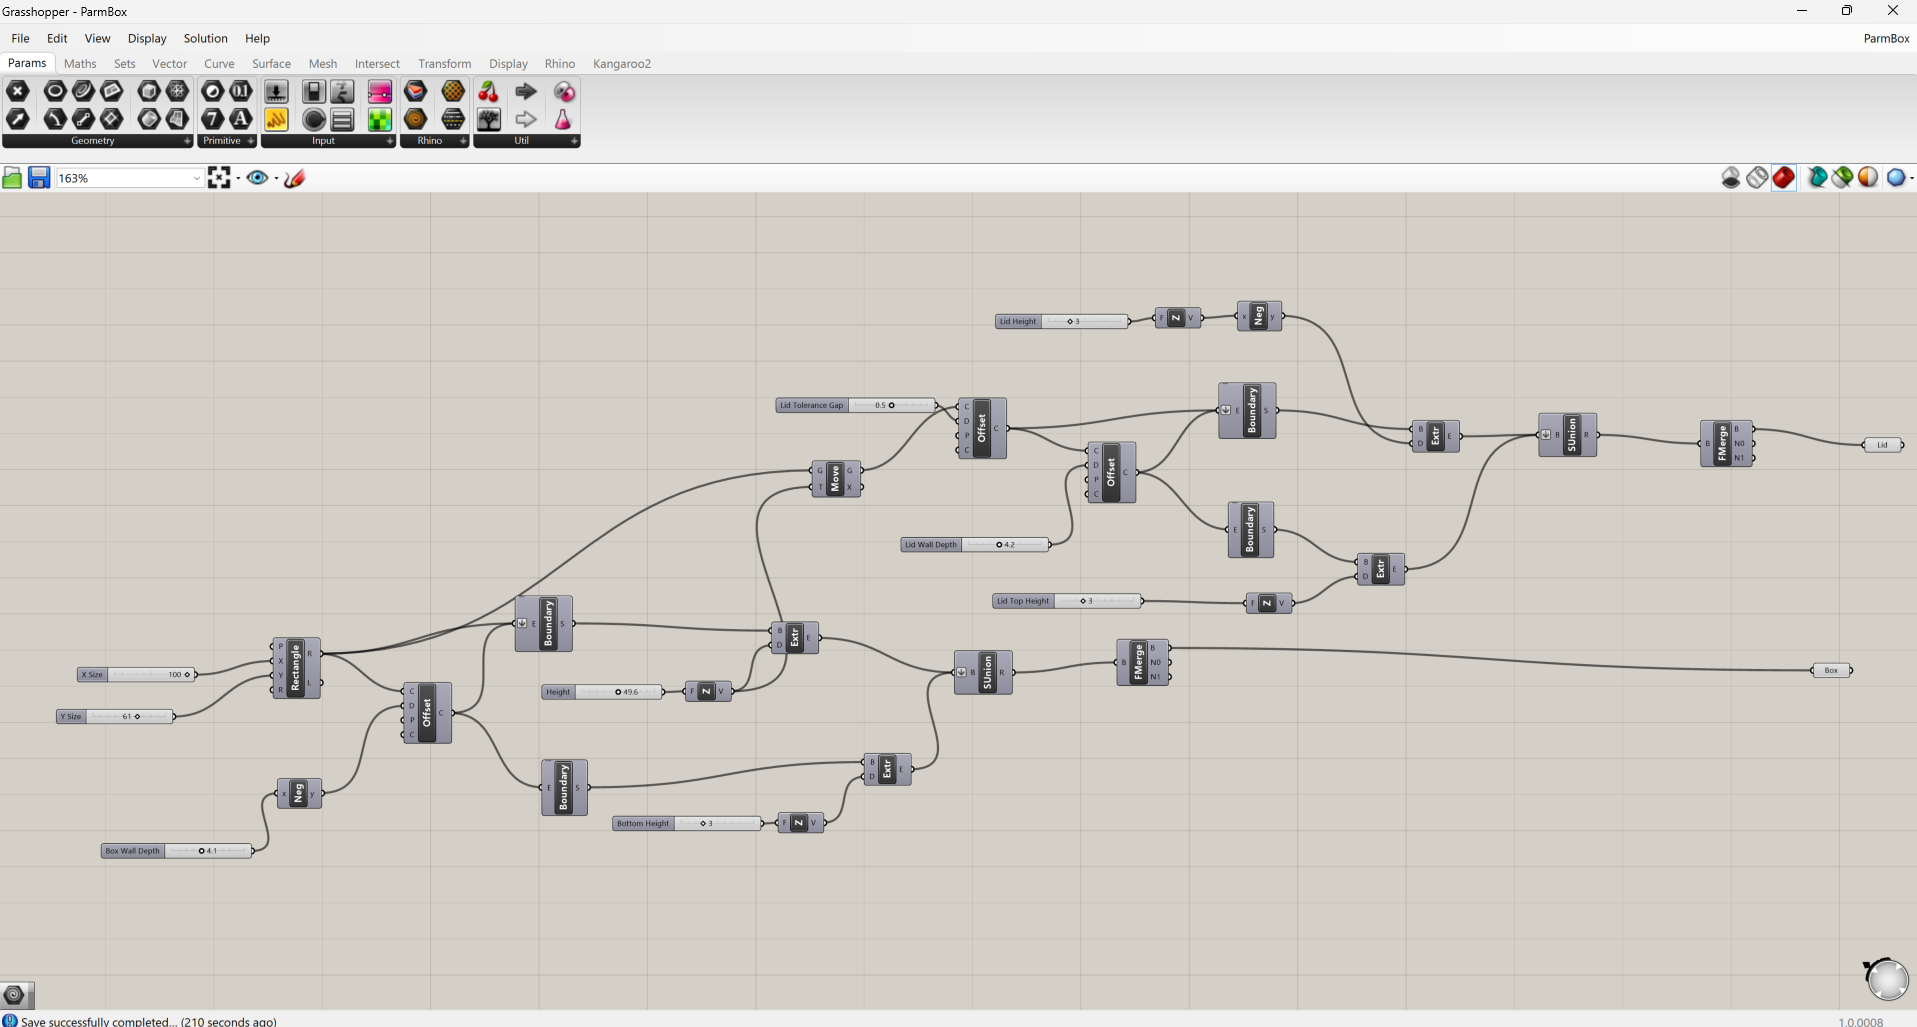 Grasshopper - ParmBox
File Edit View Display Solution Help ParmBox
Params Maths Sets Vector Curve Surface Mesh Intersect Transform Display Rhino Kangaroo2
Geometry Primitive Input Rhino Util
163%
Lid Height 3
F Z V
x Neg y
Lid Tolerance Gap 0.5
C D P C Offset C
E Boundary S
B D Extr E
B SUnion R
B FMerge B N0 N1
Lid
G T Move G X
C D P C Offset C
Lid Wall Depth 4.2
E Boundary S
B D Extr E
Lid Top Height 3
F Z V
E Boundary S
B D Extr E
P X Y R Rectangle R L
X Size 100
Y Size 61
C D P C Offset C
Height 49.6
F Z V
B SUnion R
B FMerge B N0 N1
Box
x Neg y
E Boundary S
B D Extr E
Bottom Height 3
F Z V
Box Wall Depth 4.1
Save successfully completed... (210 seconds ago)
1.0.0008